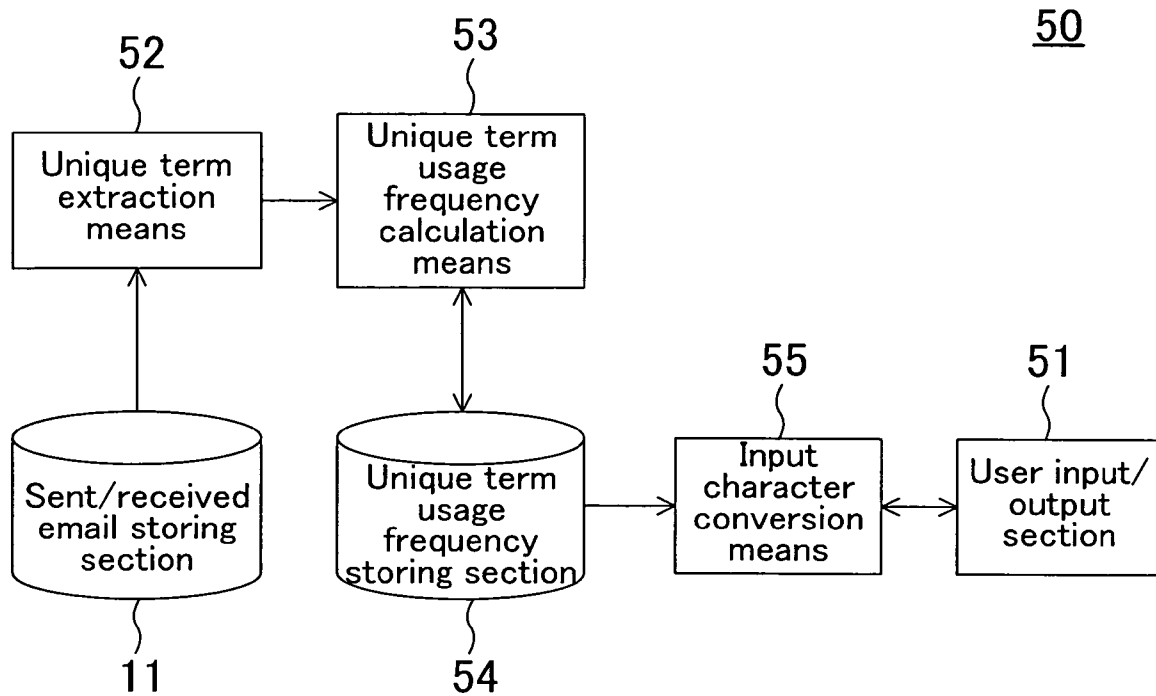 50
52
53
Unique term
extraction
means
Unique term
usage
frequency
calculation
means
55
51
Sent/received
email storing
section
Unique term
usage
frequency
storing section
Input
character
conversion
means
User input/
output
section
11
54